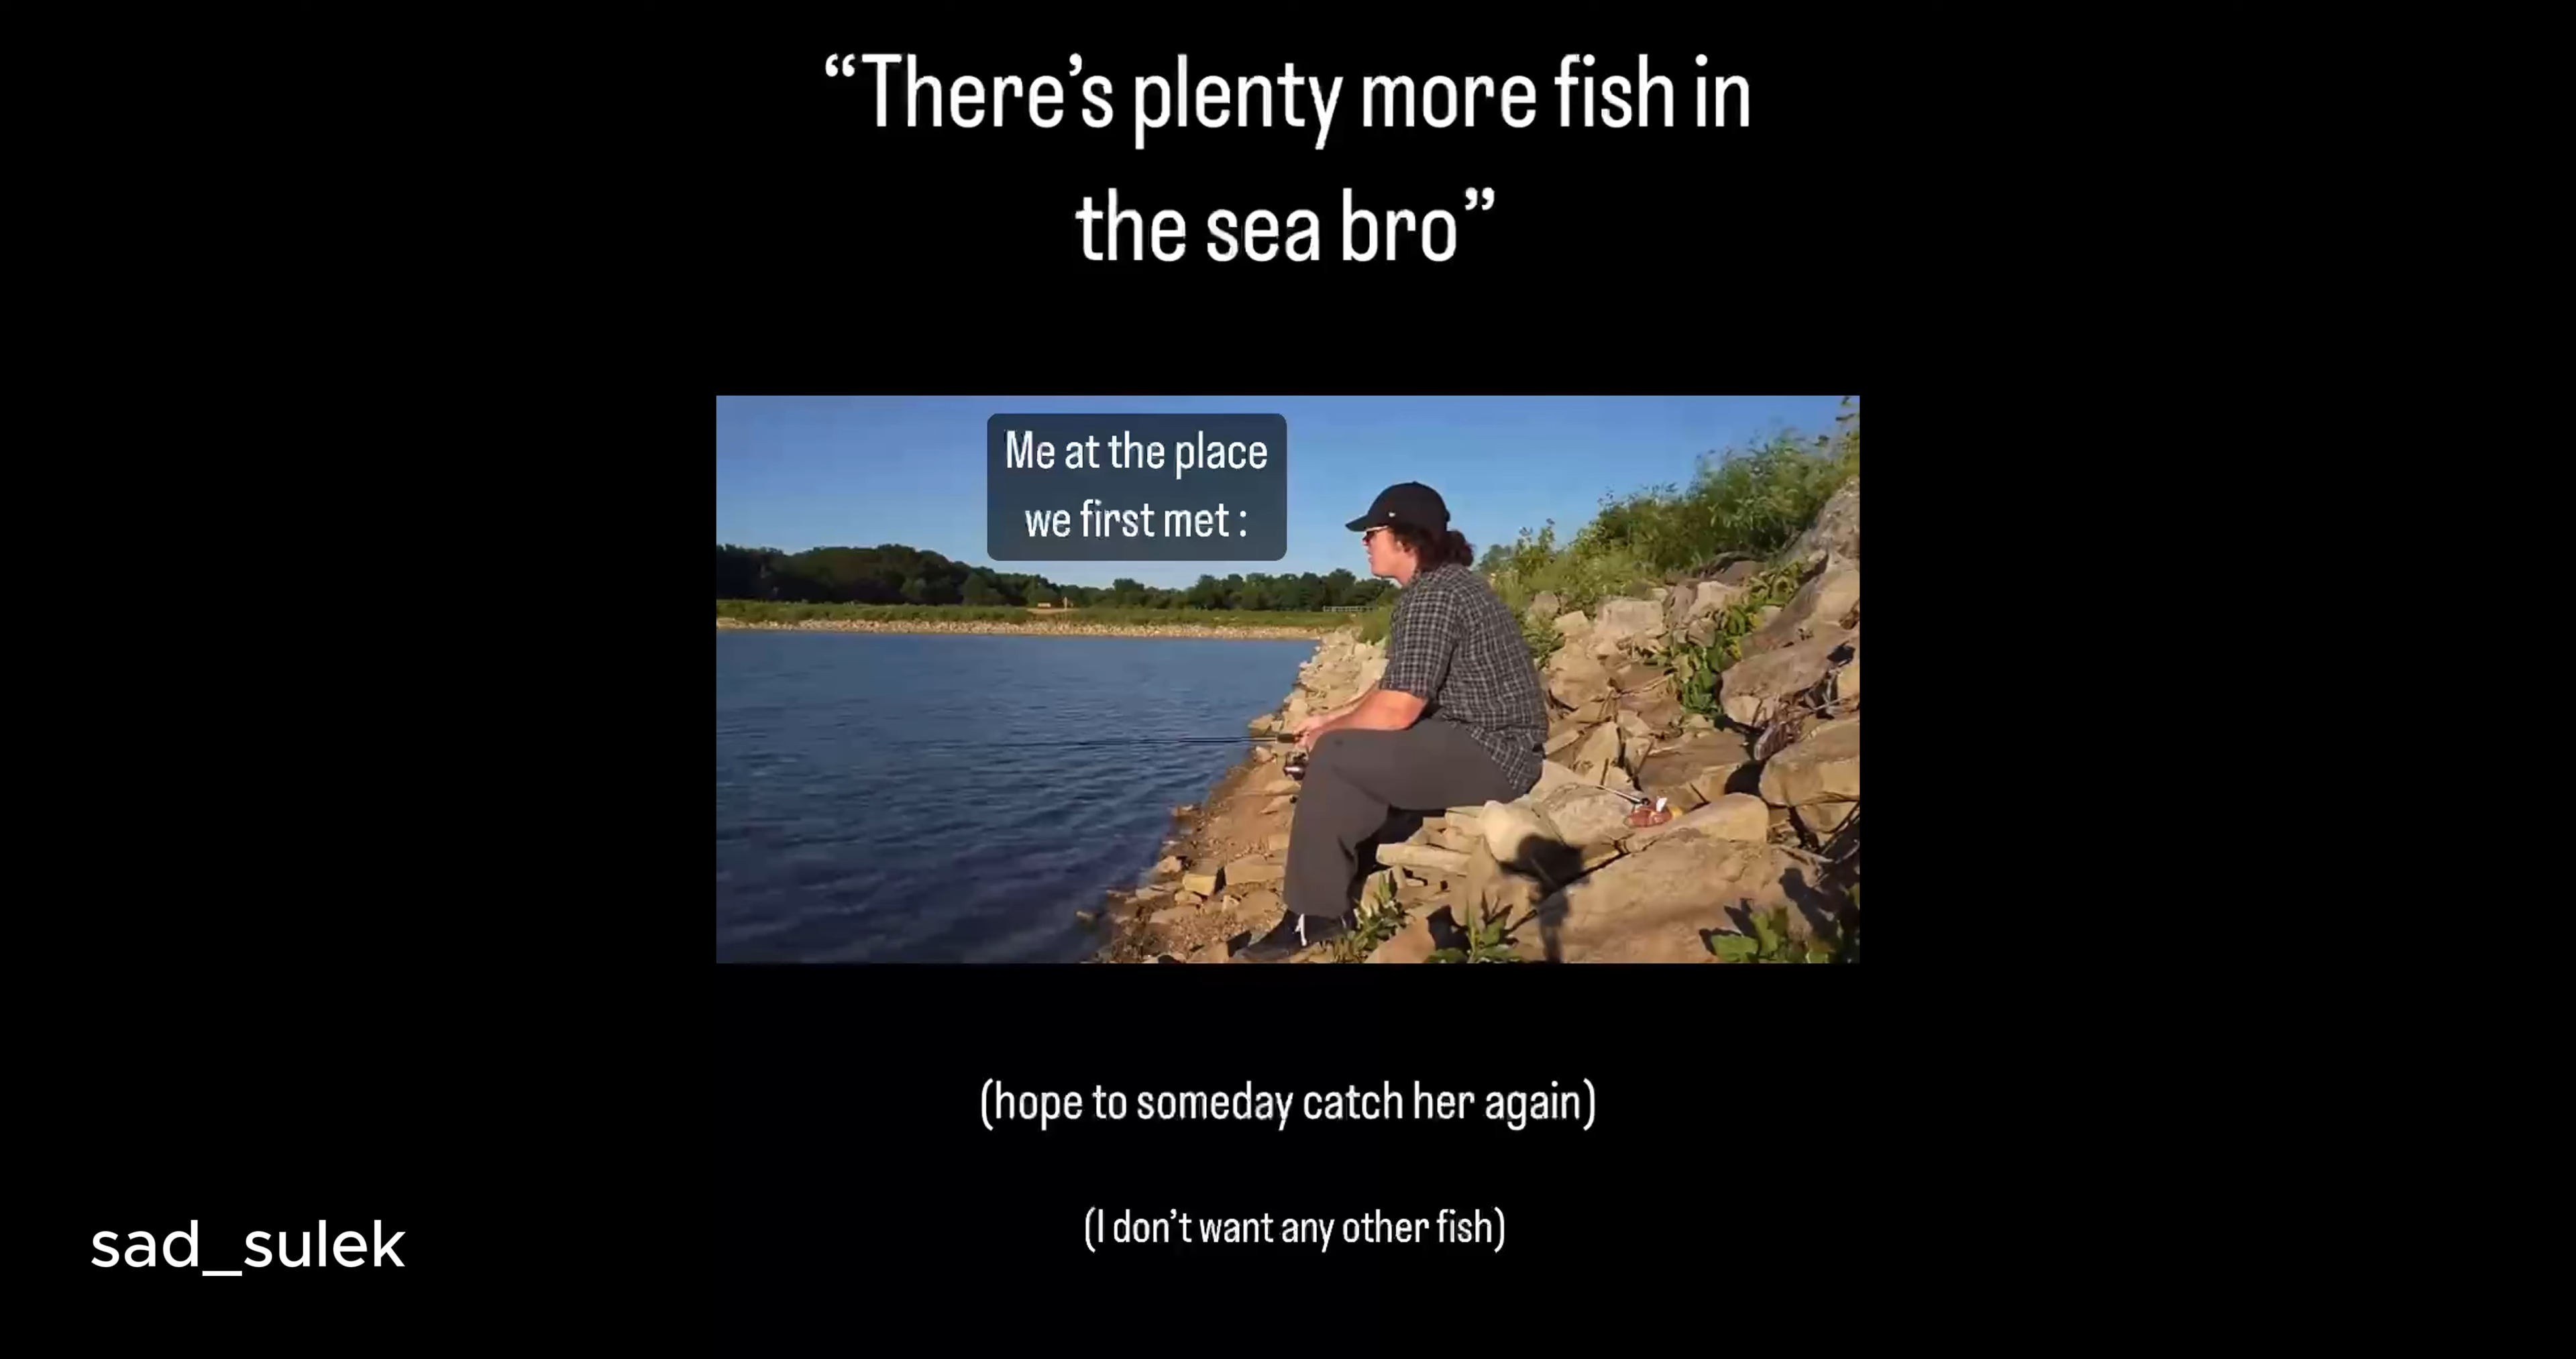 “There’s plenty more fish in
the sea bro”
Me at the place
we first met :
(hope to someday catch her again)
(I don’t want any other fish)
sad_sulek